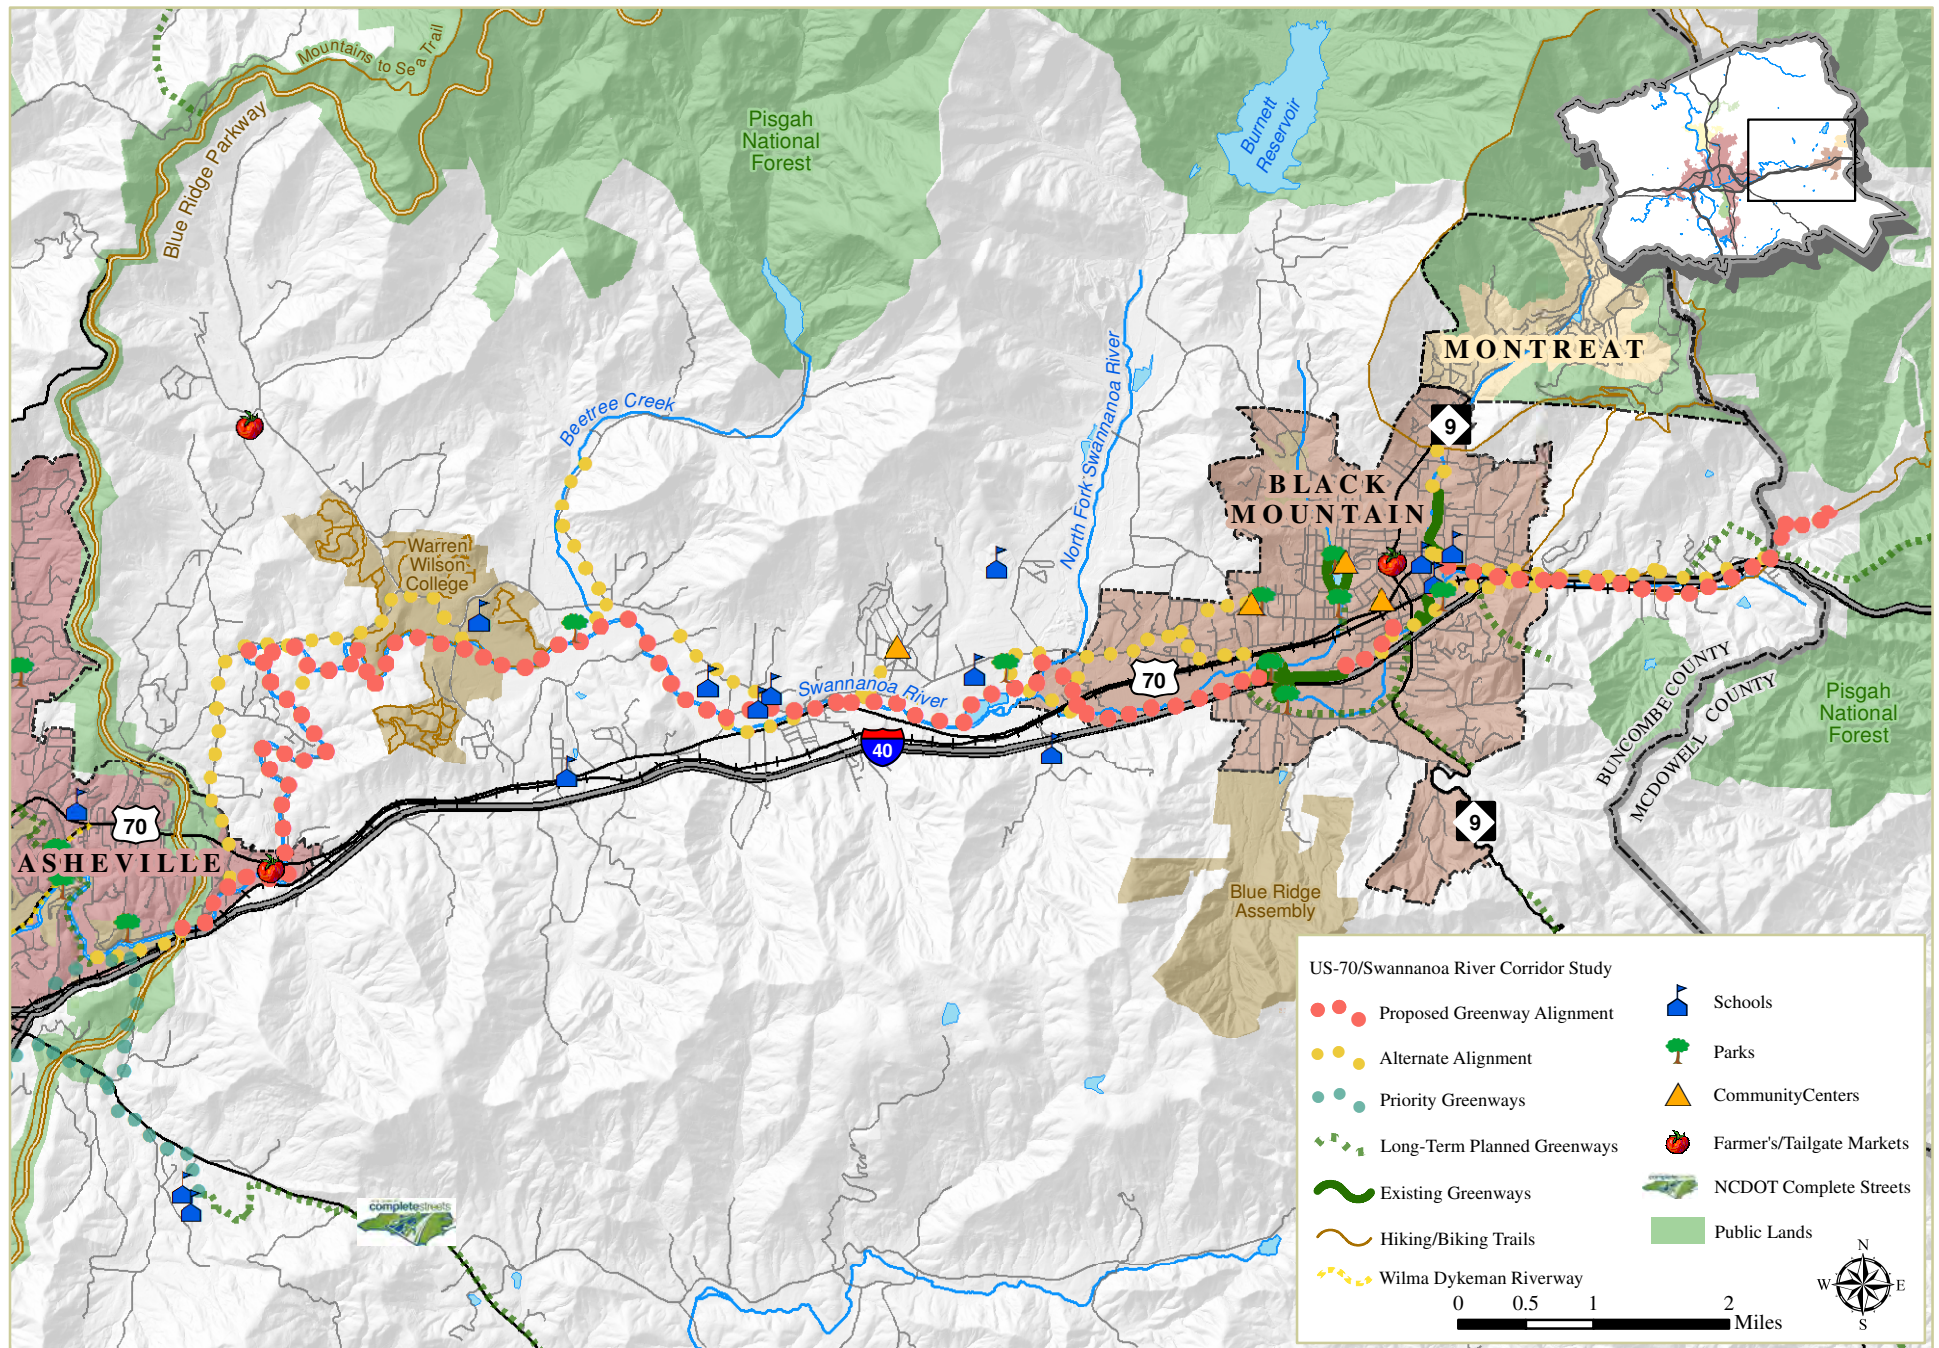 Mountains to Sea Trail
Blue Ridge Parkway
Pisgah
National
Forest
Burnett
Reservoir
MONTREAT
9
Beetree Creek
North Fork Swannanoa River
BLACK
MOUNTAIN
Warren
Wilson
College
Swannanoa River
70
40
BUNCOMBE COUNTY
MCDOWELL COUNTY
Pisgah
National
Forest
70
ASHEVILLE
9
Blue Ridge
Assembly
completestreets
US-70/Swannanoa River Corridor Study
Proposed Greenway Alignment
Alternate Alignment
Priority Greenways
Long-Term Planned Greenways
Existing Greenways
Hiking/Biking Trails
Wilma Dykeman Riverway
Schools
Parks
CommunityCenters
Farmer's/Tailgate Markets
NCDOT Complete Streets
Public Lands
N
W E
S
0 0.5 1 2
Miles